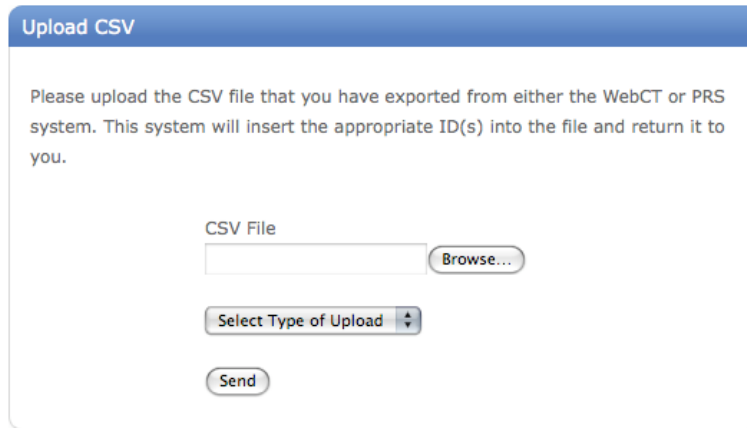 Upload CSV
Please upload the CSV file that you have exported from either the WebCT or PRS
system. This system will insert the appropriate ID(s) into the file and return it to
you.
CSV File
Browse...
Select Type of Upload
Send